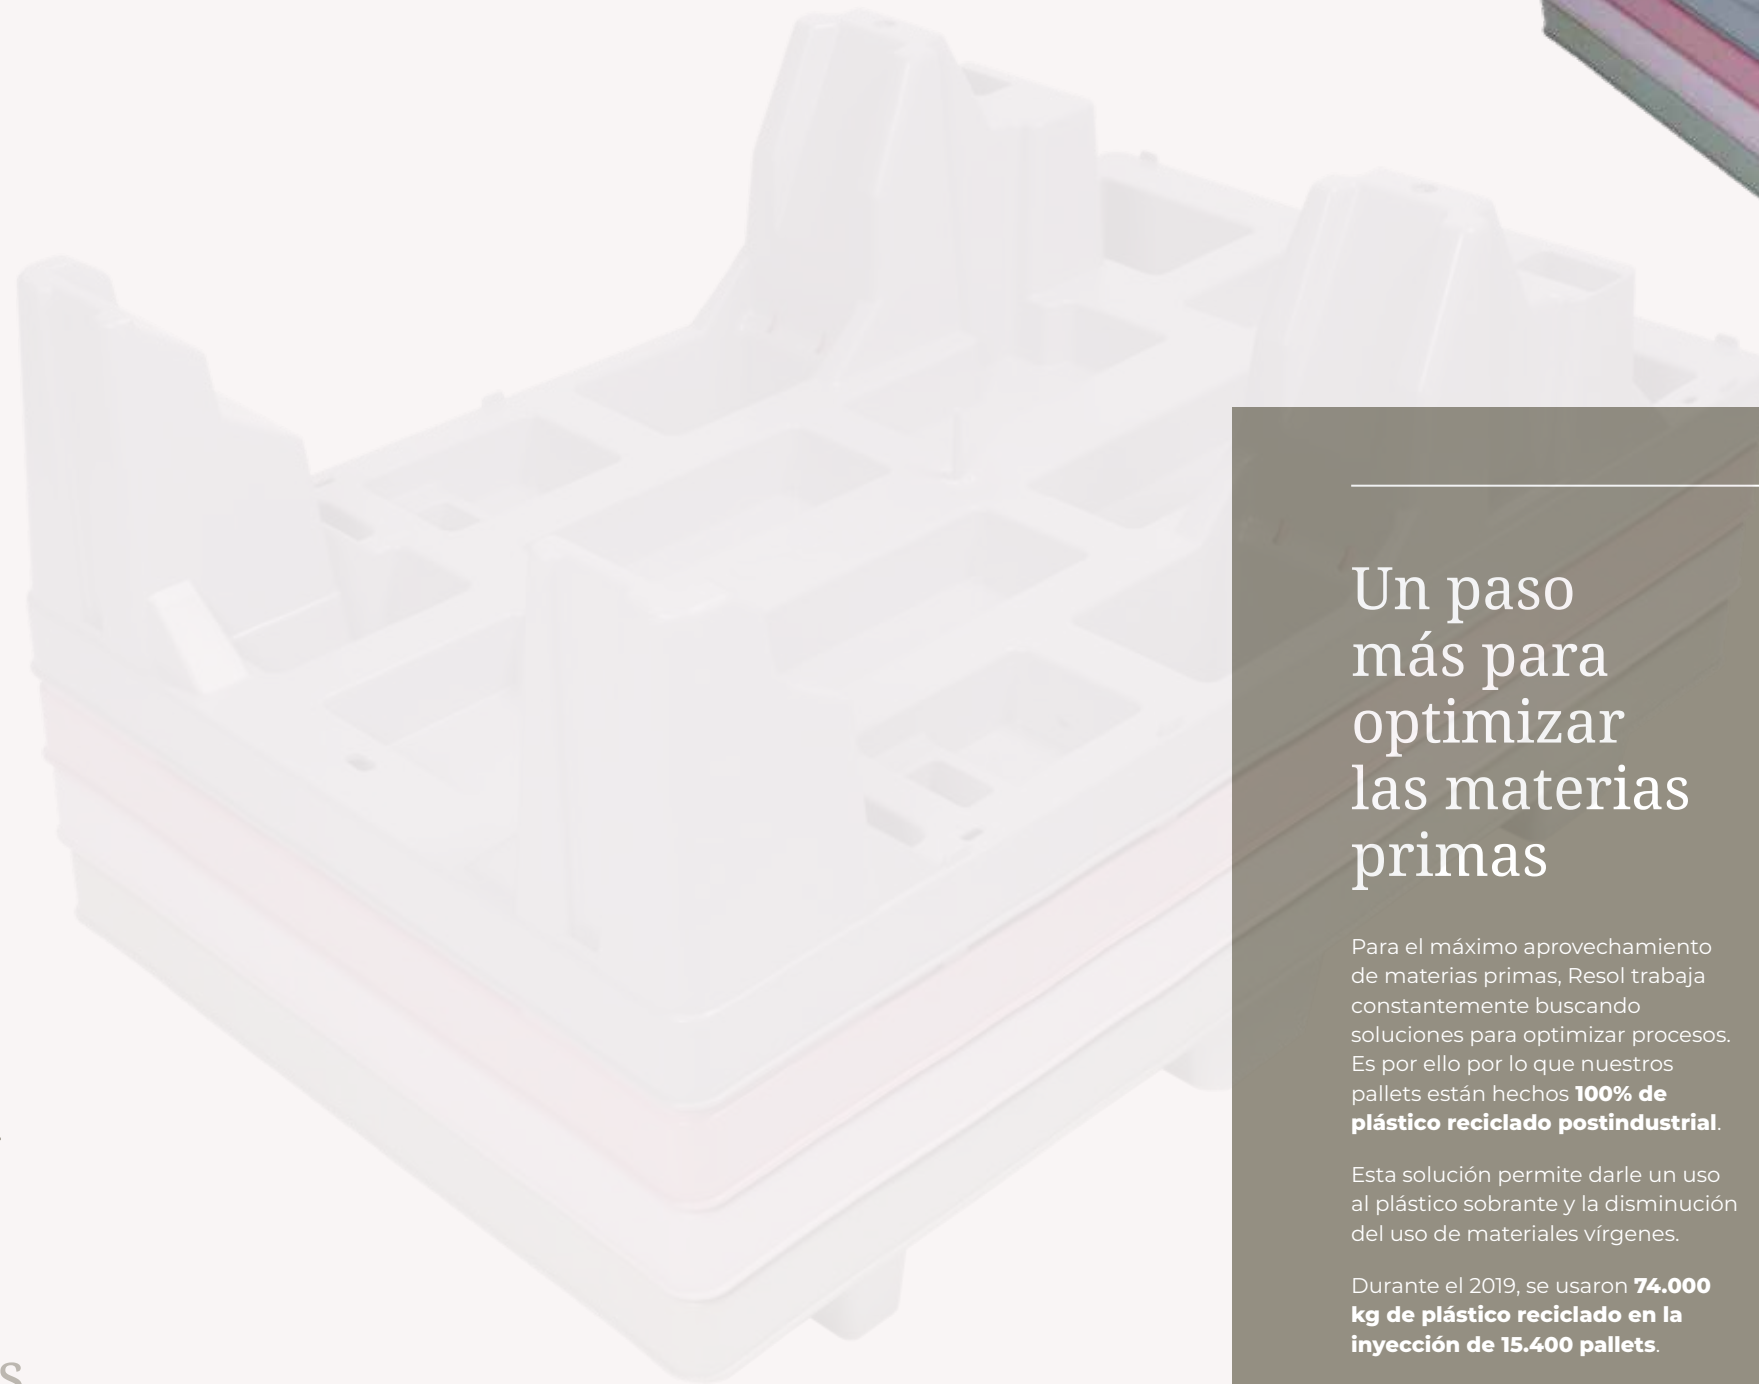 Un paso
más para
optimizar
las materias
primas
Para el máximo aprovechamiento
de materias primas, Resol trabaja
constantemente buscando
soluciones para optimizar procesos.
Es por ello por lo que nuestros
pallets están hechos 100% de
plástico reciclado postindustrial.
Esta solución permite darle un uso
al plástico sobrante y la disminución
del uso de materiales vírgenes.
Durante el 2019, se usaron 74.000
kg de plástico reciclado en la
inyección de 15.400 pallets.